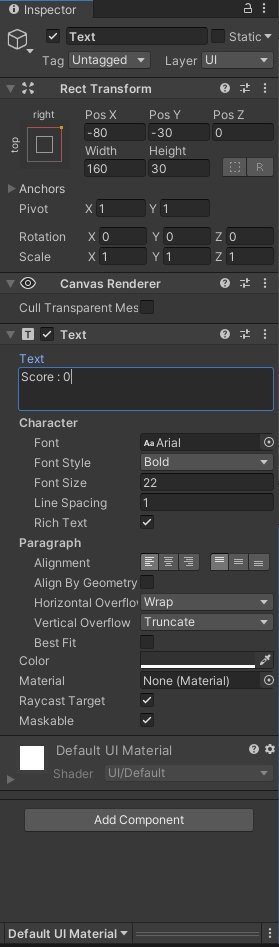 Inspector
Text Static
Tag Untagged Layer UI
Rect Transform
right Pos X Pos Y Pos Z
-80 -30 0
top Width Height
160 30 R
Anchors
Pivot X 1 Y 1
Rotation X 0 Y 0 Z 0
Scale X 1 Y 1 Z 1
Canvas Renderer
Cull Transparent Mes
T Text
Text
Score : 0
Character
Font Aa Arial
Font Style Bold
Font Size 22
Line Spacing 1
Rich Text
Paragraph
Alignment
Align By Geometry
Horizontal Overflo Wrap
Vertical Overflow Truncate
Best Fit
Color
Material None (Material)
Raycast Target
Maskable
Default UI Material
Shader UI/Default
Add Component
Default UI Material